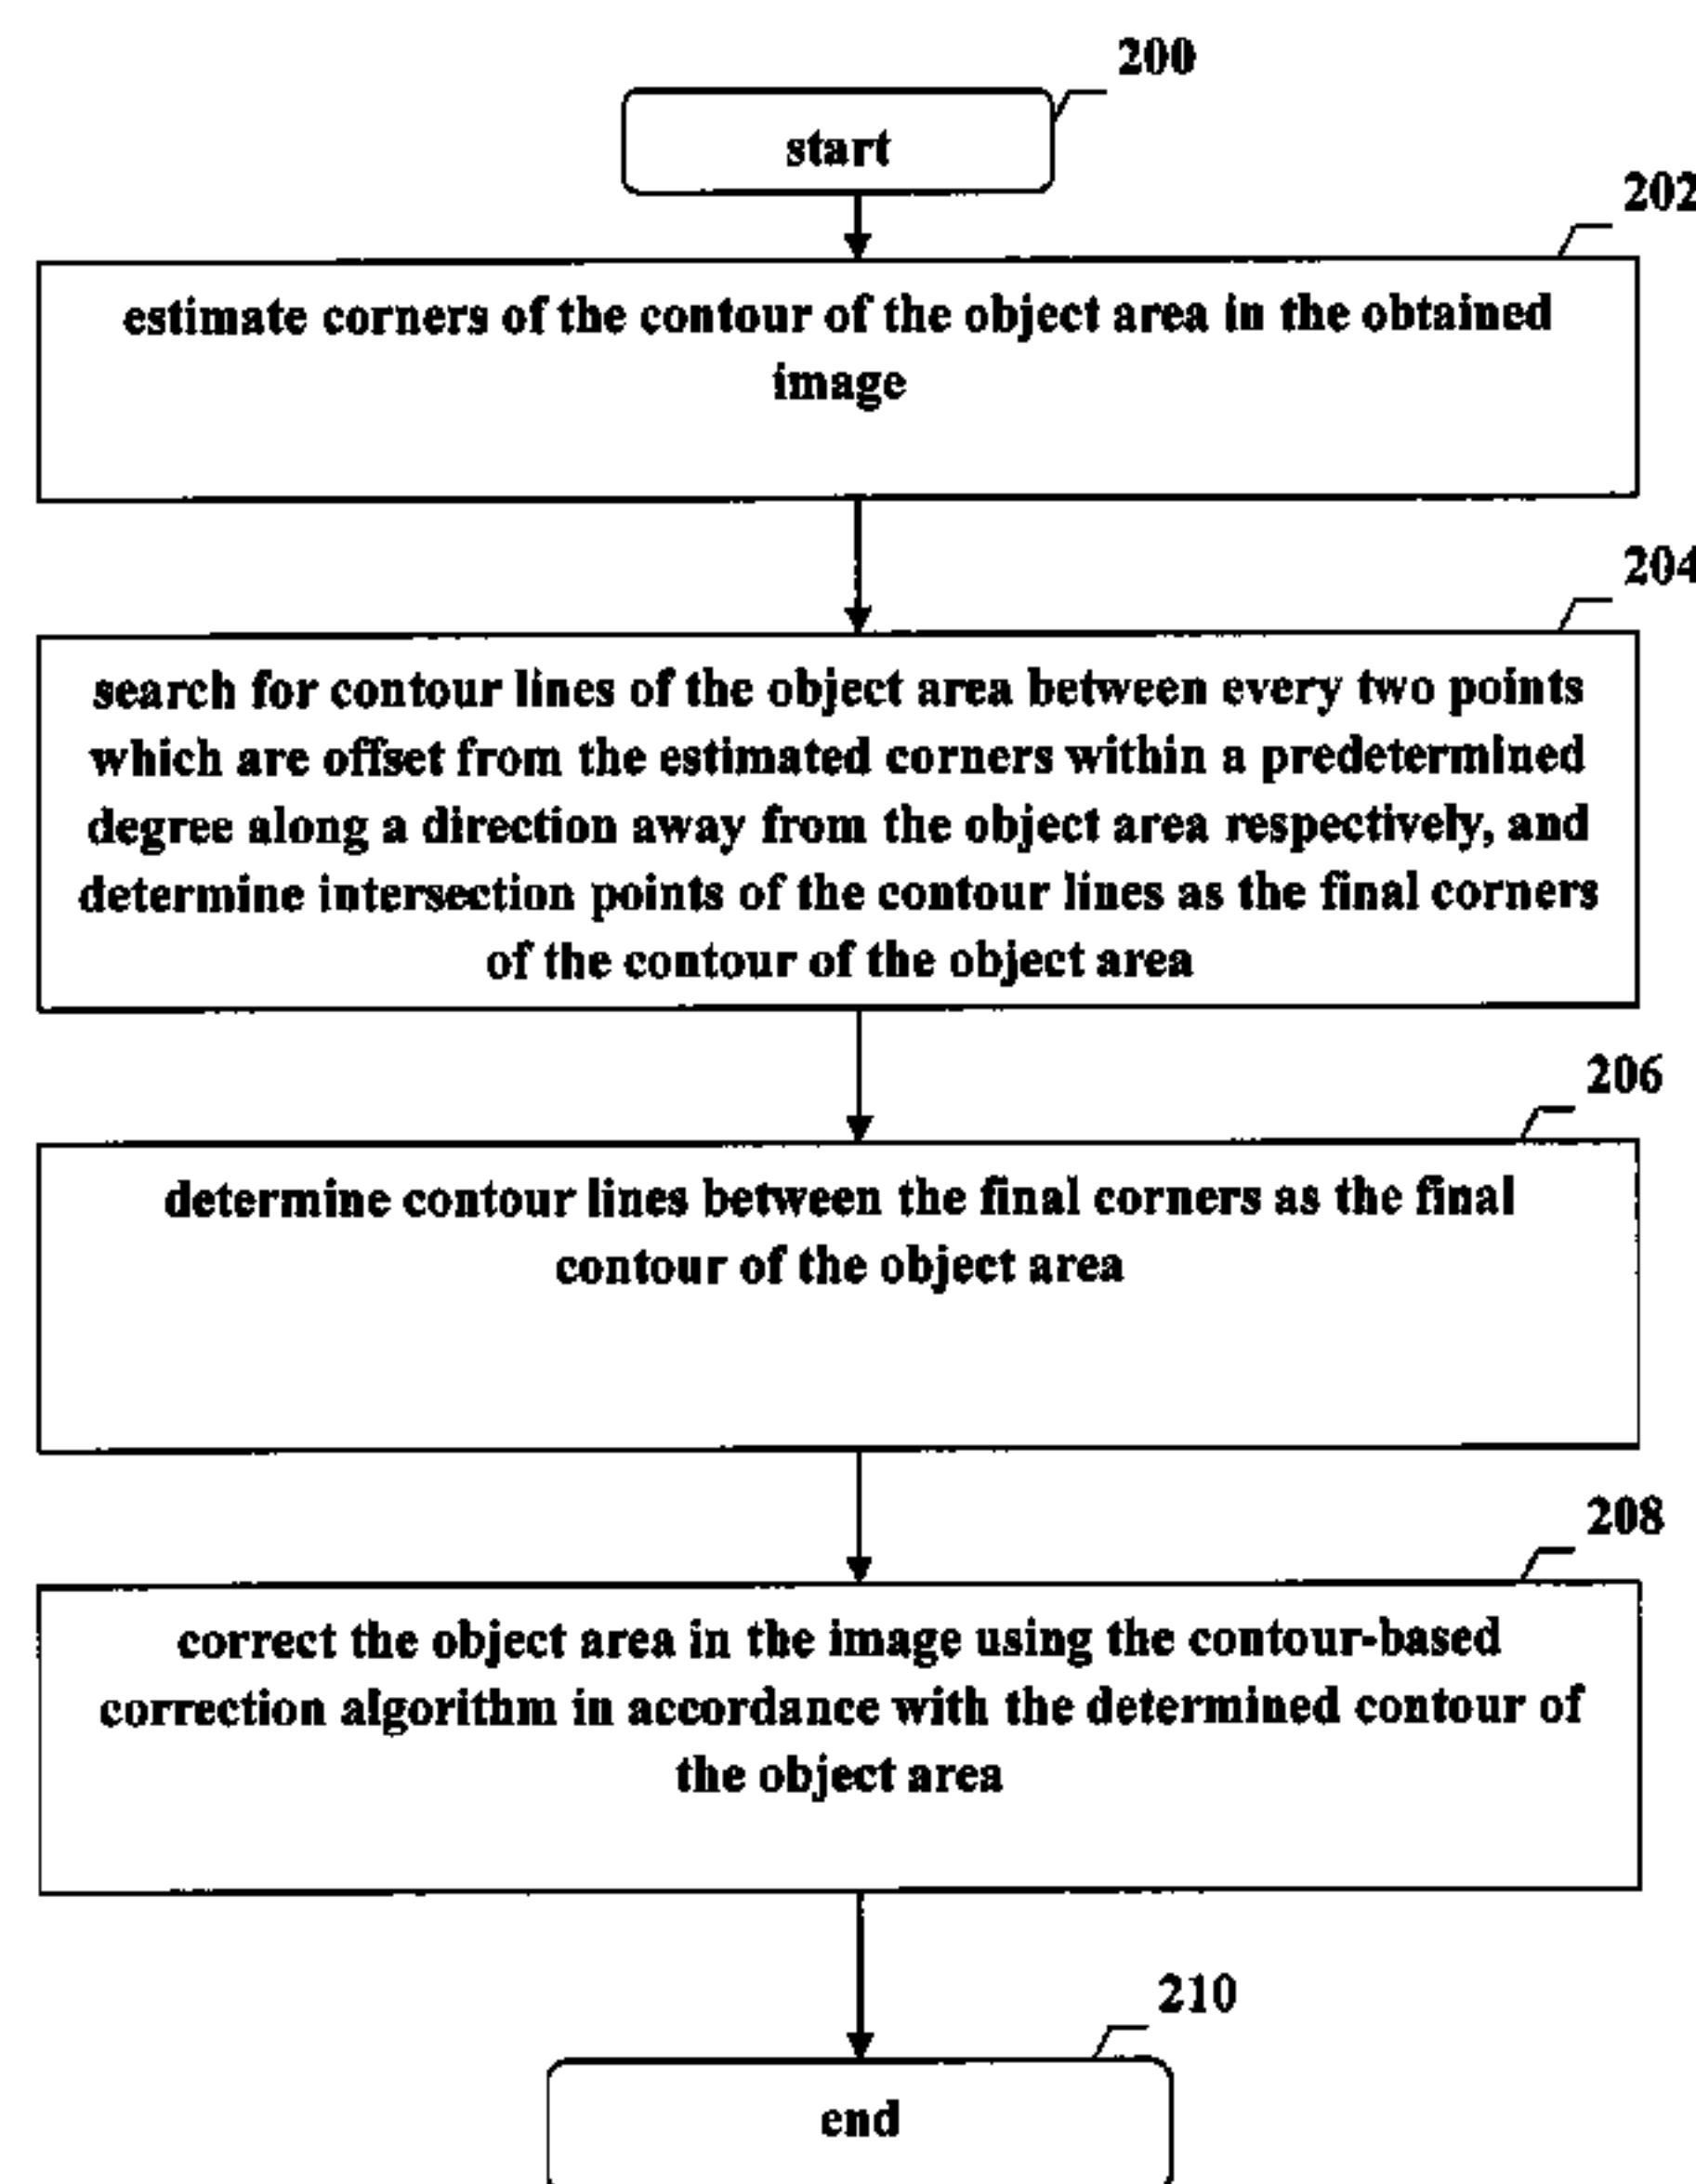 200
start
202
estimate corners of the contour of the object area in the obtained
image
204
search for contour lines of the object area between every two points
which are offset from the estimated corners within a predetermined
degree along a direction away from the object area respectively, and
determine intersection points of the contour lines as the final corners
of the contour of the object area
206
determine contour lines between the final corners as the final
contour of the object area
208
correct the object area in the image using the contour-based
correction algorithm in accordance with the determined contour of
the object area
210
end